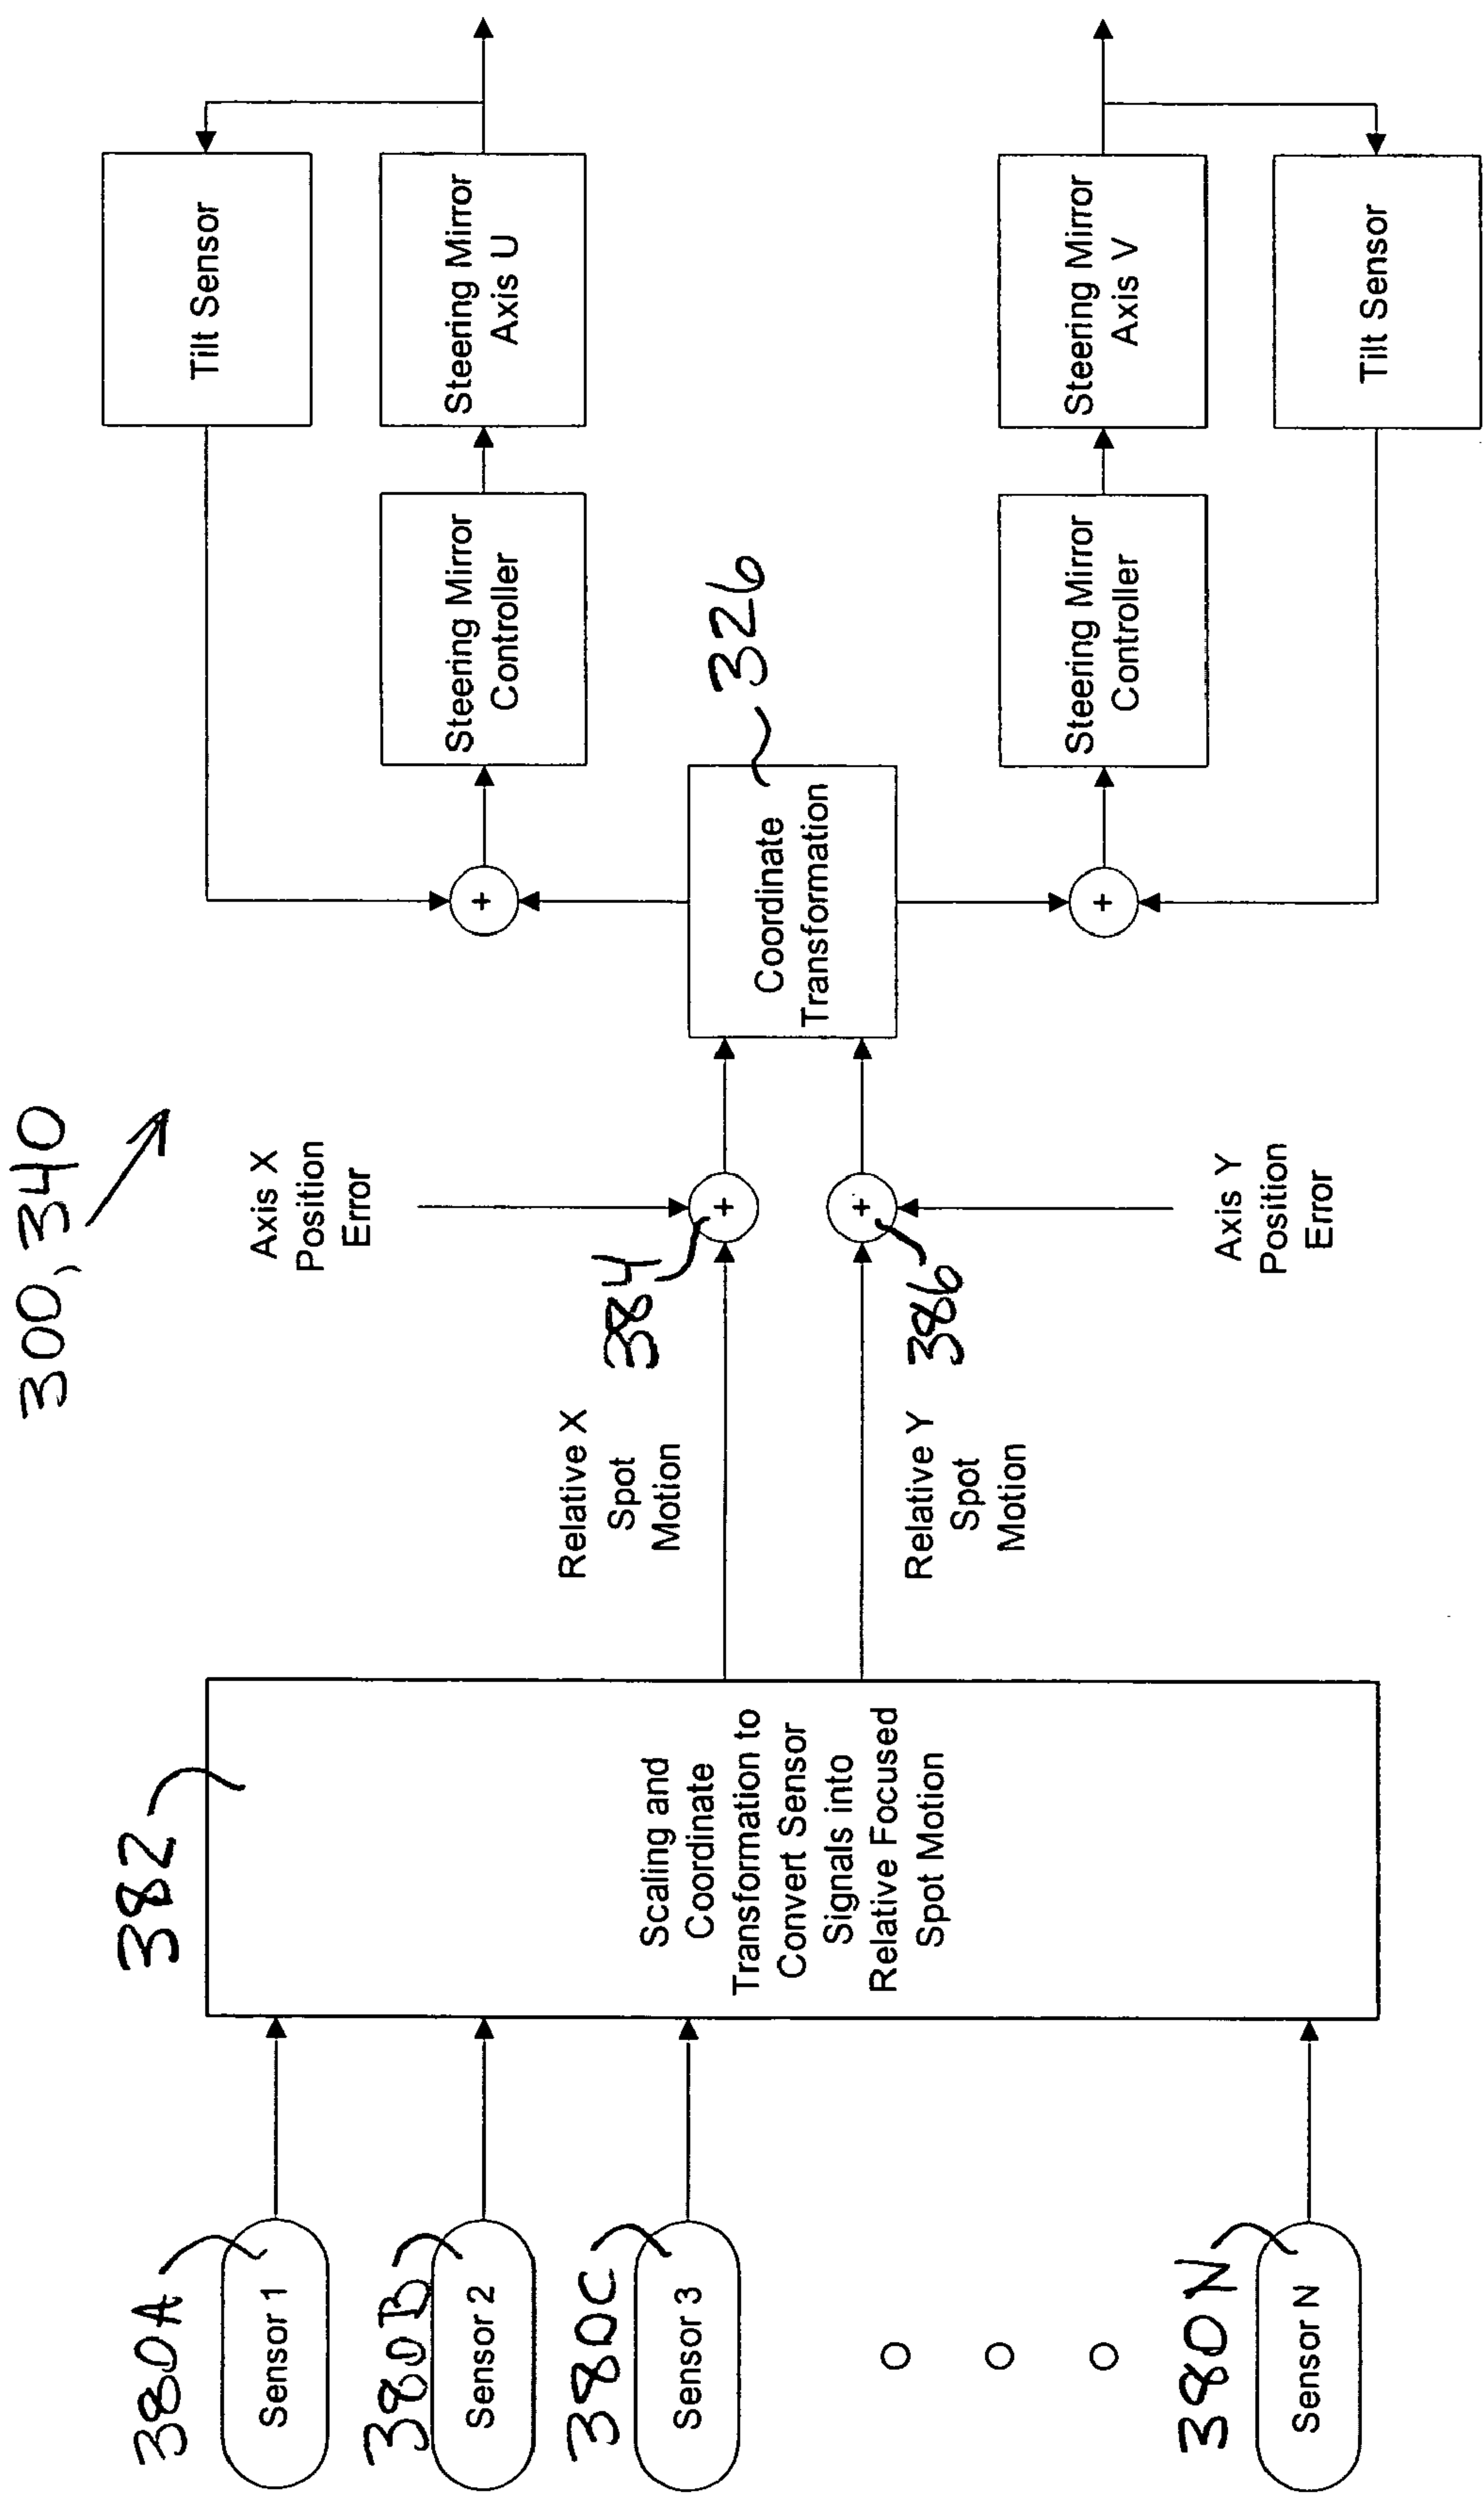 300, 340
380A
Sensor 1
380B
Sensor 2
380C
Sensor 3
380N
Sensor N
382
Scaling and
Coordinate
Transformation to
Convert Sensor
Signals into
Relative Focused
Spot Motion
Relative X
Spot
Motion
Relative Y
Spot
Motion
Axis X
Position
Error
384
+
386
+
Axis Y
Position
Error
Coordinate
Transformation
326
+
+
Steering Mirror
Controller
Steering Mirror
Controller
Tilt Sensor
Steering Mirror
Axis U
Steering Mirror
Axis V
Tilt Sensor